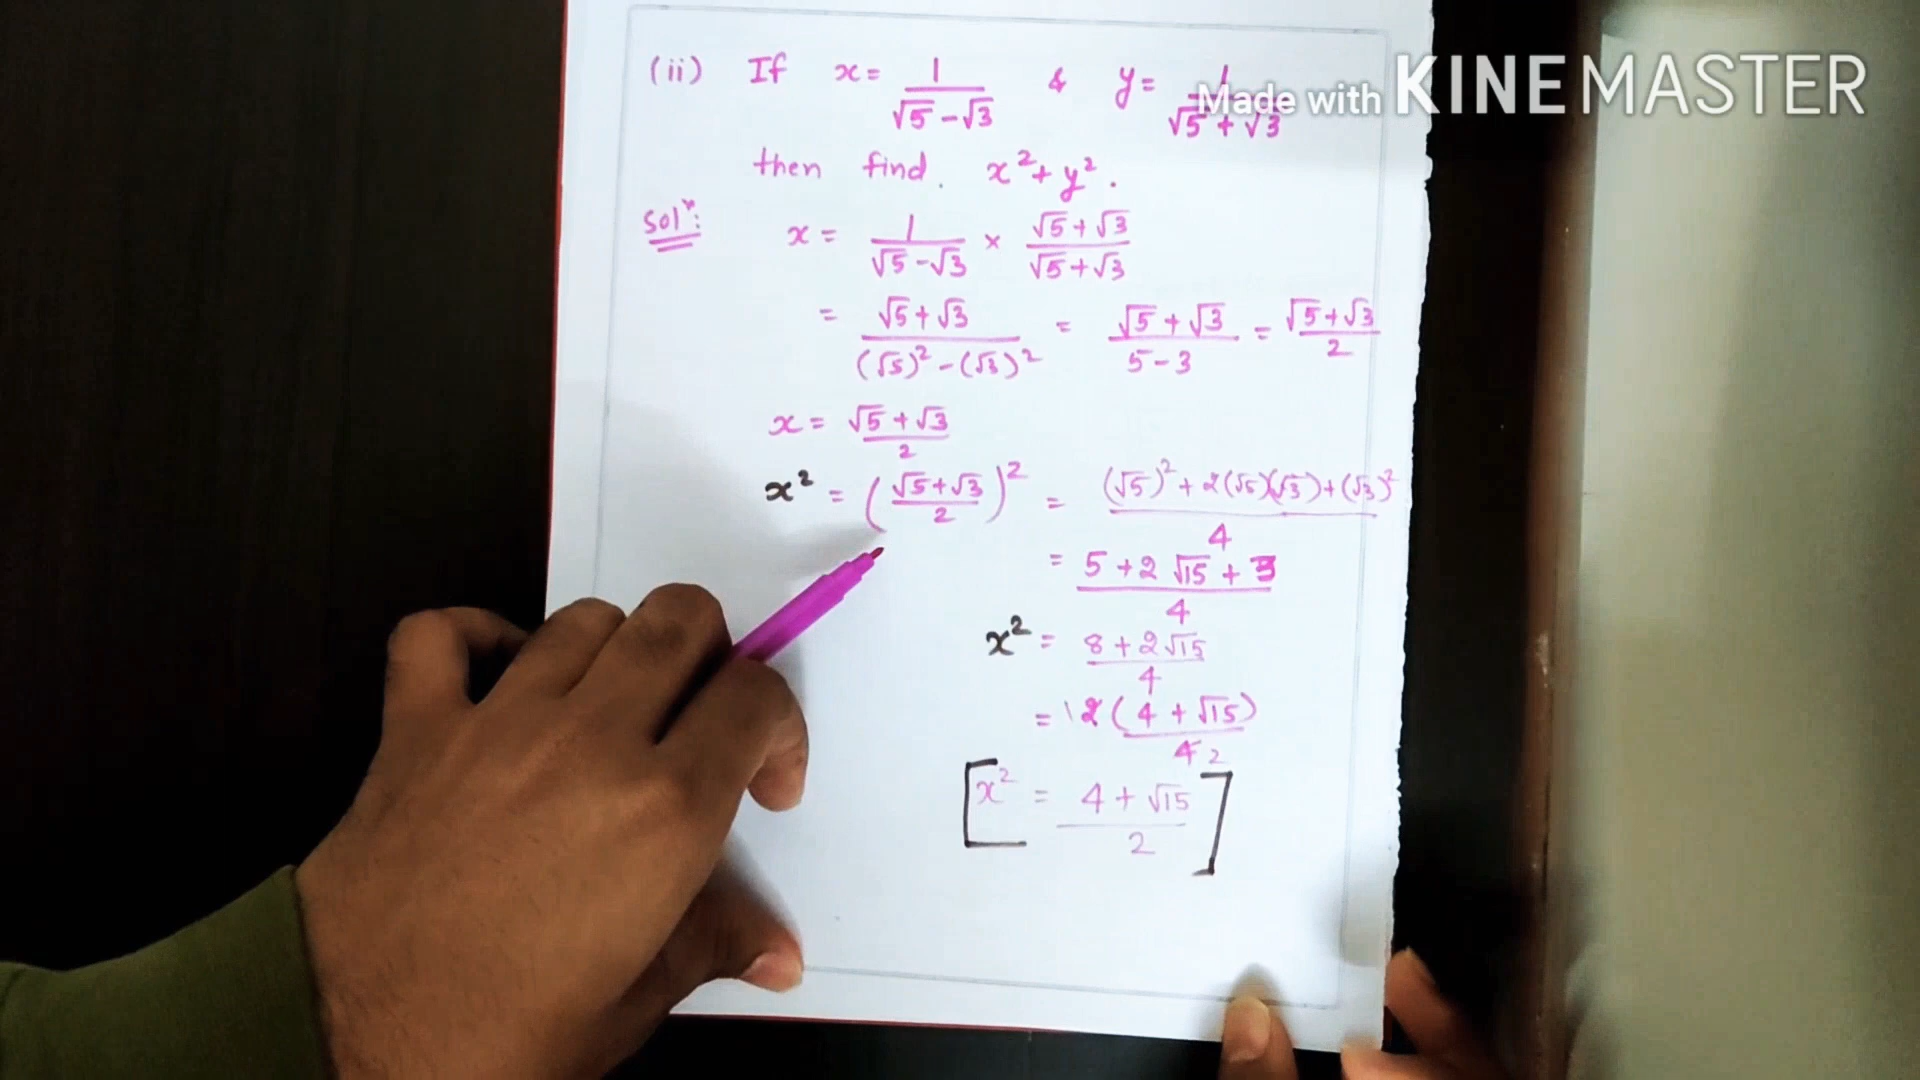 (ii) If x = 1/(√5 - √3) & y = 1/(√5 + √3)
Made with KINEMASTER
then find. x² + y².
Solⁿ: x = 1/(√5 - √3) × (√5 + √3)/(√5 + √3)
= (√5 + √3)/((√5)² - (√3)²) = (√5 + √3)/(5 - 3) = (√5 + √3)/2
x = (√5 + √3)/2
x² = ((√5 + √3)/2)² = ((√5)² + 2(√5)(√3) + (√3)²)/4
= (5 + 2√15 + 3)/4
x² = (8 + 2√15)/4
= 2(4 + √15)/4 2
[x² = (4 + √15)/2]